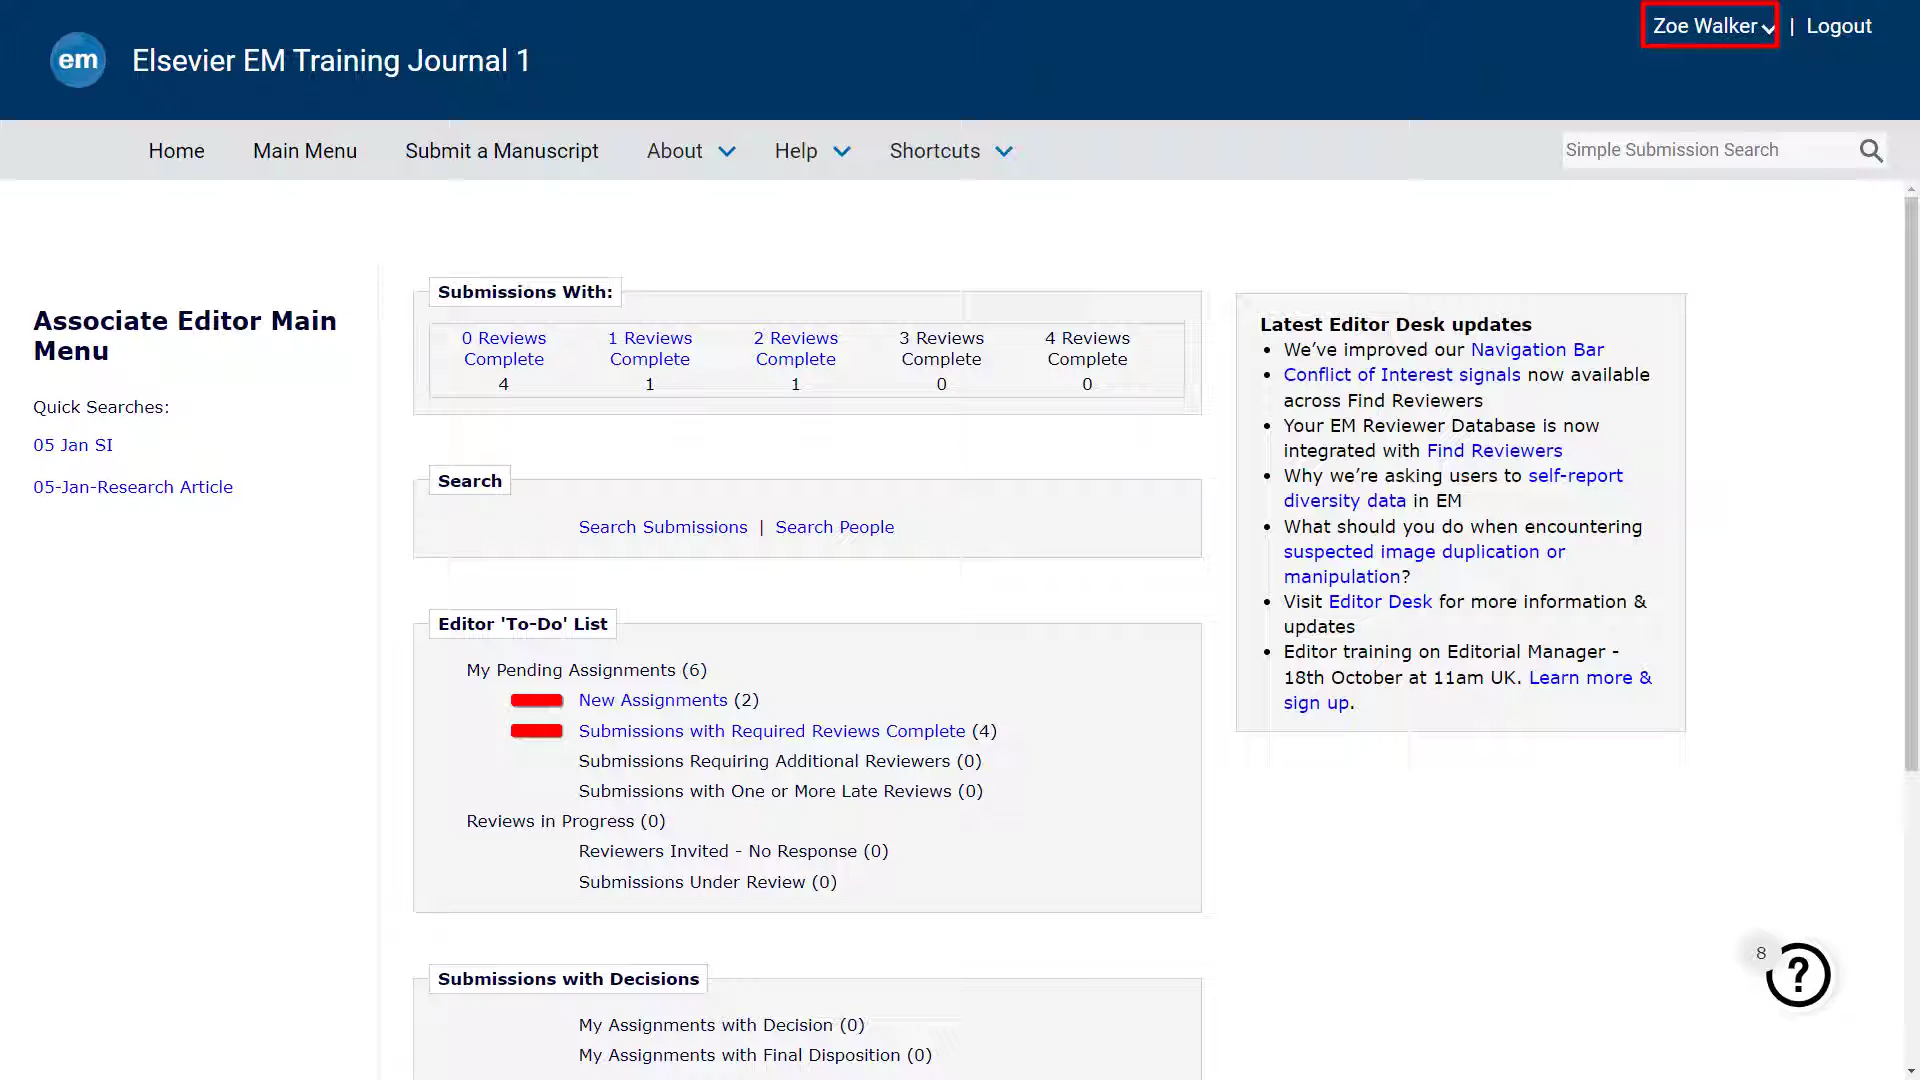 Zoe Walker | Logout
em Elsevier EM Training Journal 1
Home Main Menu Submit a Manuscript About Help Shortcuts Simple Submission Search
Associate Editor Main
Menu
Quick Searches:
05 Jan SI
05-Jan-Research Article
Submissions With:
0 Reviews Complete 1 Reviews Complete 2 Reviews Complete 3 Reviews Complete 4 Reviews Complete
4 1 1 0 0
Search
Search Submissions | Search People
Editor 'To-Do' List
My Pending Assignments (6)
New Assignments (2)
Submissions with Required Reviews Complete (4)
Submissions Requiring Additional Reviewers (0)
Submissions with One or More Late Reviews (0)
Reviews in Progress (0)
Reviewers Invited - No Response (0)
Submissions Under Review (0)
Submissions with Decisions
My Assignments with Decision (0)
My Assignments with Final Disposition (0)
Latest Editor Desk updates
• We’ve improved our Navigation Bar
• Conflict of Interest signals now available
across Find Reviewers
• Your EM Reviewer Database is now
integrated with Find Reviewers
• Why we’re asking users to self-report
diversity data in EM
• What should you do when encountering
suspected image duplication or
manipulation?
• Visit Editor Desk for more information &
updates
• Editor training on Editorial Manager -
18th October at 11am UK. Learn more &
sign up.
8 ?